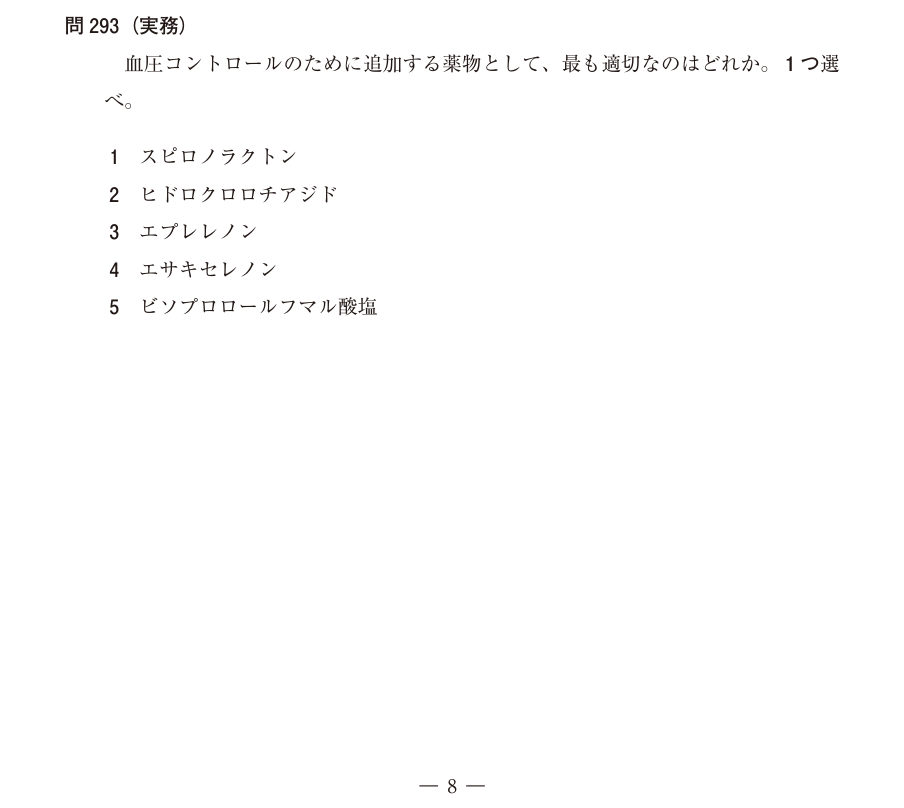 問 293（実務）
血圧コントロールのために追加する薬物として、最も適切なのはどれか。1つ選
べ。
1 スピロノラクトン
2 ヒドロクロロチアジド
3 エプレレノン
4 エサキセレノン
5 ビソプロロールフマル酸塩
— 8 —